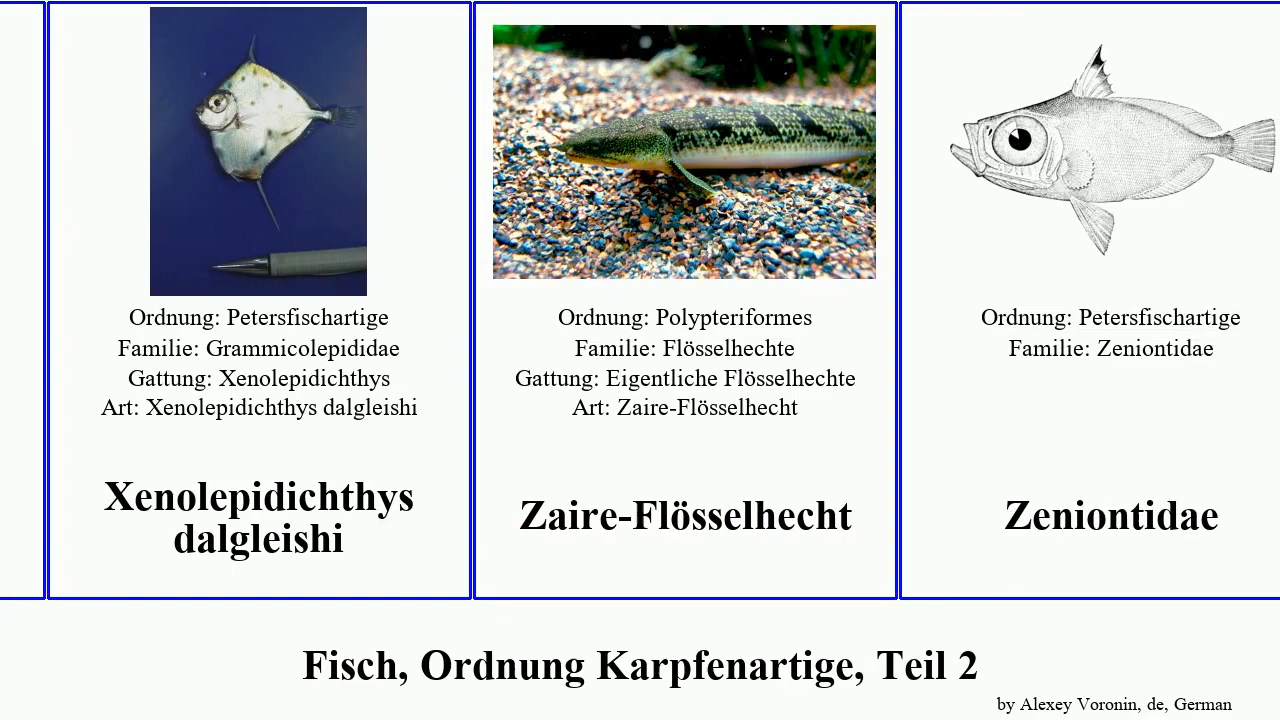 Ordnung: Petersfischartige
Familie: Grammicolepididae
Gattung: Xenolepidichthys
Art: Xenolepidichthys dalgleishi
Xenolepidichthys
dalgleishi
Ordnung: Polypteriformes
Familie: Flösselhechte
Gattung: Eigentliche Flösselhechte
Art: Zaire-Flösselhecht
Zaire-Flösselhecht
Ordnung: Petersfischartige
Familie: Zeniontidae
Zeniontidae
Fisch, Ordnung Karpfenartige, Teil 2
by Alexey Voronin, de, German